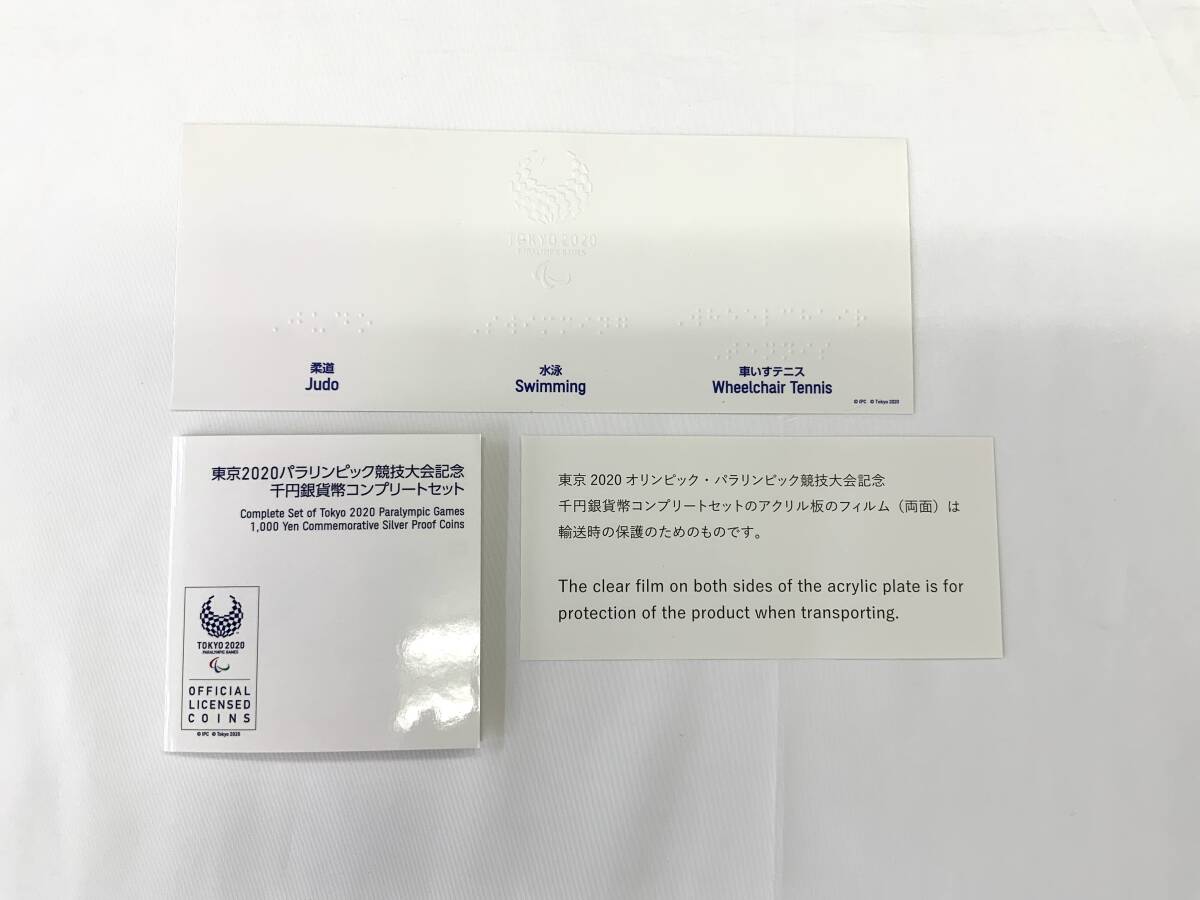 TOKYO 2020
PARALYMPIC GAMES
柔道
Judo
水泳
Swimming
車いすテニス
Wheelchair Tennis
© IPC © Tokyo 2020
東京2020パラリンピック競技大会記念
千円銀貨幣コンプリートセット
Complete Set of Tokyo 2020 Paralympic Games
1,000 Yen Commemorative Silver Proof Coins
TOKYO 2020
PARALYMPIC GAMES
OFFICIAL
LICENSED
COINS
© IPC © Tokyo 2020
東京 2020 オリンピック・パラリンピック競技大会記念
千円銀貨幣コンプリートセットのアクリル板のフィルム（両面）は
輸送時の保護のためのものです。
The clear film on both sides of the acrylic plate is for
protection of the product when transporting.